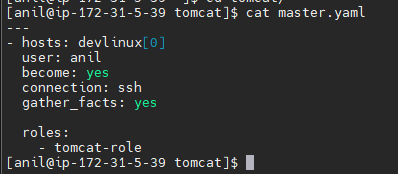 [anil@ip-172-31-5-39 tomcat]$ cat master.yaml
---
- hosts: devlinux[0]
  user: anil
  become: yes
  connection: ssh
  gather_facts: yes

  roles:
    - tomcat-role
[anil@ip-172-31-5-39 tomcat]$